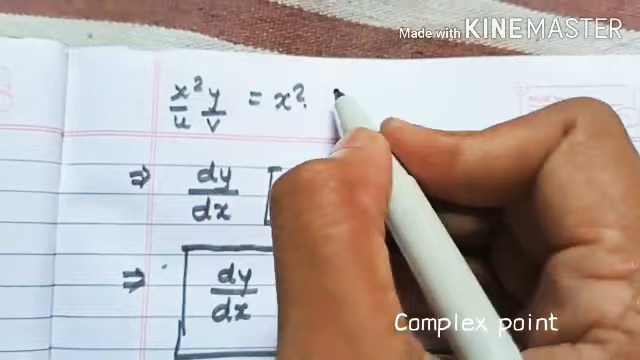 Made with KINEMASTER
x²y = x².
u v
⇒ dy/dx [
⇒ dy/dx
Complex point